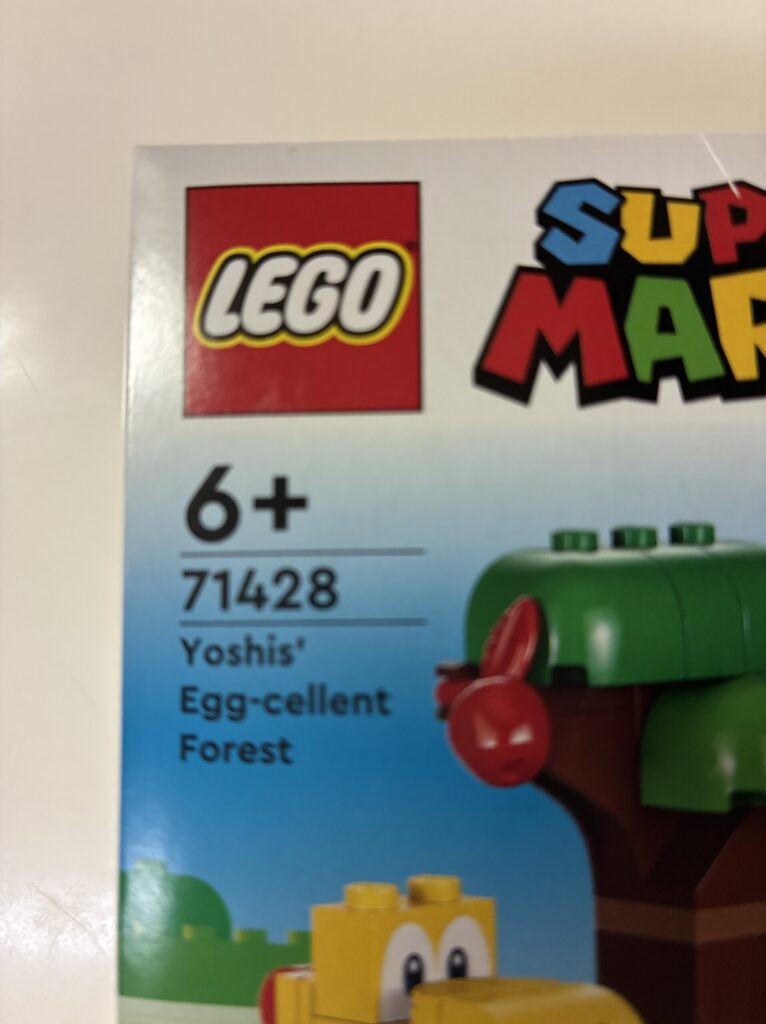 LEGO
SUP
MAR
6+
71428
Yoshis'
Egg-cellent
Forest